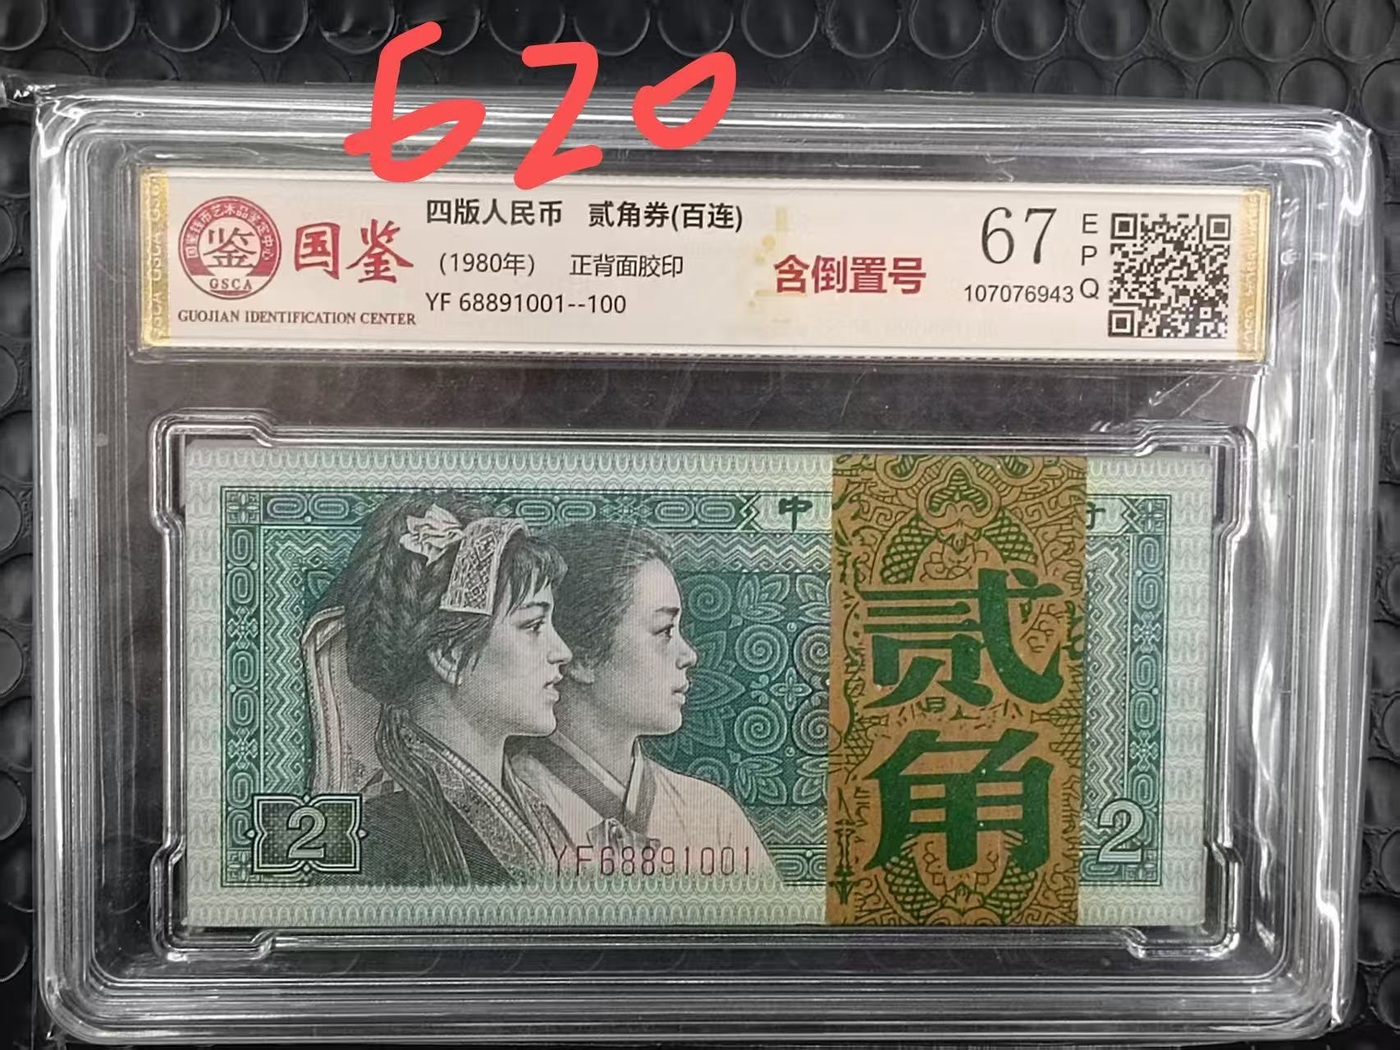 620
国鉴
GSCA
GUOJIAN IDENTIFICATION CENTER
四版人民币 贰角券(百连)
(1980年) 正背面胶印
YF 68891001--100
含倒置号
67
EPQ
107076943
中
贰角
2
YF68891001
2